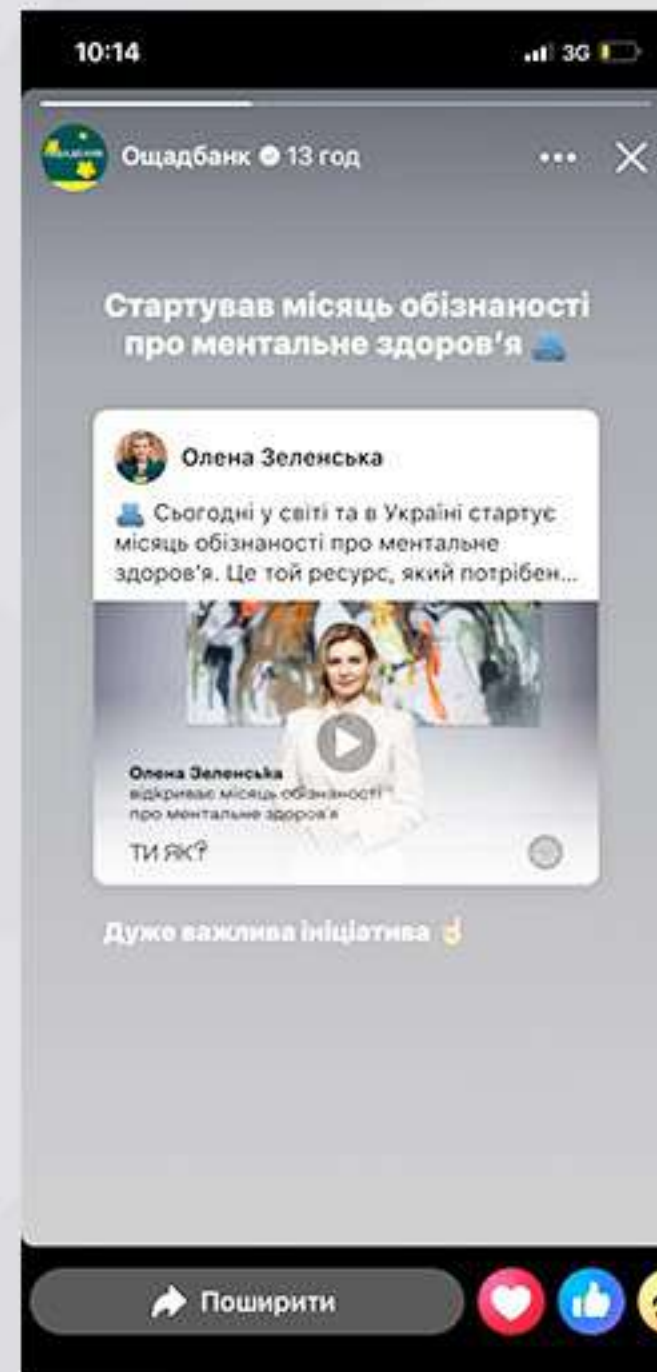 10:14
3G
Ощадбанк 13 год
Стартував місяць обізнаності
про ментальне здоров'я
Олена Зеленська
Сьогодні у світі та в Україні стартує
місяць обізнаності про ментальне
здоров'я. Це той ресурс, який потрібен...
Олена Зеленська
відкриває місяць обізнаності
про ментальне здоров'я
ТИ ЯК?
Дуже важлива ініціатива
Поширити